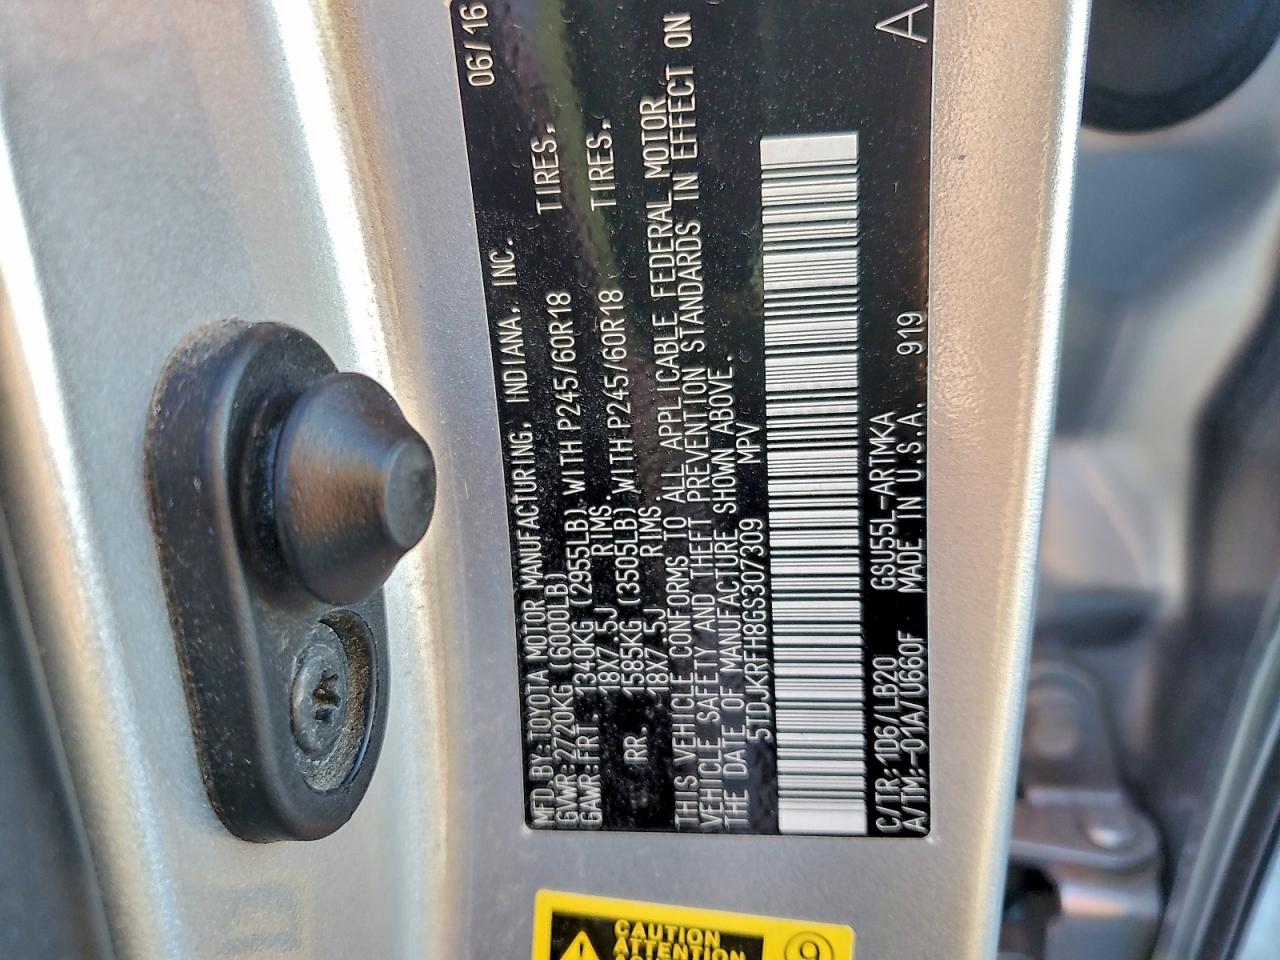 MFD BY: TOYOTA MOTOR MANUFACTURING, INDIANA, INC. 06/16
GVWR: 2720KG (6000LB)
GAWR: FRT. 1340KG (2955LB) WITH P245/60R18 TIRES,
18X7.5J RIMS.
RR. 1585KG (3505LB) WITH P245/60R18 TIRES,
18X7.5J RIMS.
THIS VEHICLE CONFORMS TO ALL APPLICABLE FEDERAL MOTOR
VEHICLE SAFETY AND THEFT PREVENTION STANDARDS IN EFFECT ON
THE DATE OF MANUFACTURE SHOWN ABOVE.
5TDJKRFH8GS307309 MPV
C/TR: 1D6/LB20 GSU55L-ARTMKA A
A/TM: -01A/U660F MADE IN U.S.A. 919
CAUTION
ATTENTION
9